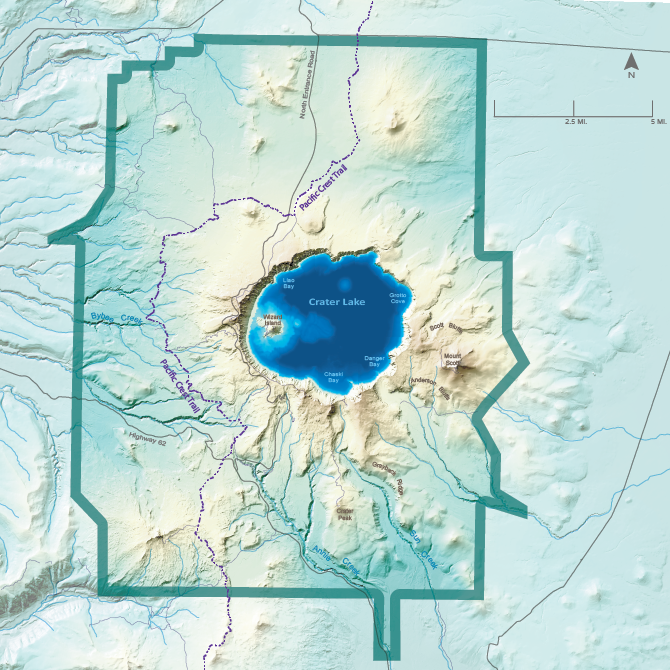 North Entrance Road
N
2.5 MI.
5 MI.
Pacific Crest Trail
Llao
Bay
Crater Lake
Grotto
Cove
Bybee Creek
Wizard
Island
Scott Bluffs
Mount
Scott
Danger
Bay
Chaski
Bay
Anderson Bluffs
Pacific Crest Trail
Highway 62
Grayback Ridge
Crater
Peak
Annie Creek
Sun Creek